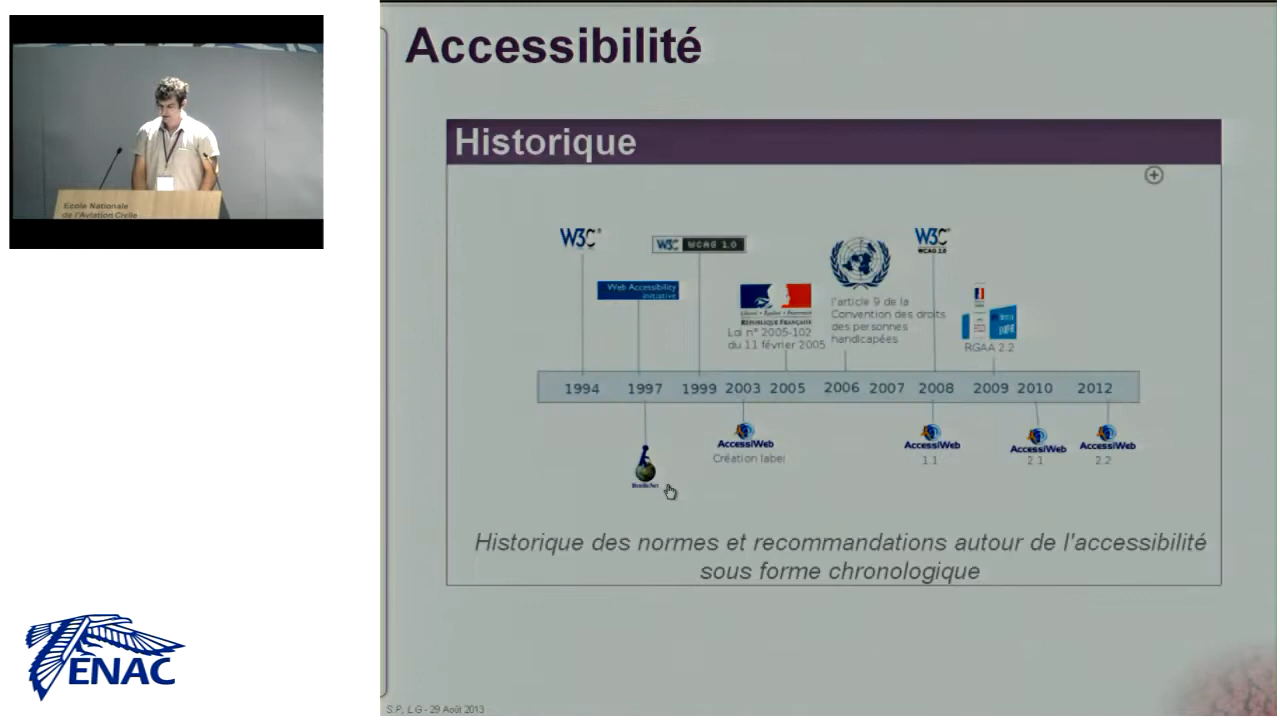 Accessibilité
Historique
W3C
W3C WCAG 1.0
W3C
WCAG 2.0
Web Accessibility
initiative
RÉPUBLIQUE FRANÇAISE
Loi n° 2005-102
du 11 février 2005
l'article 9 de la
Convention des droits
des personnes
handicapées
RGAA 2.2
1994 1997 1999 2003 2005 2006 2007 2008 2009 2010 2012
BrailleNet
AccessiWeb
Création label
AccessiWeb
1.1
AccessiWeb
2.1
AccessiWeb
2.2
Historique des normes et recommandations autour de l'accessibilité
sous forme chronologique
S.P., L.G - 29 Août 2013
Ecole Nationale
de l'Aviation Civile
ENAC